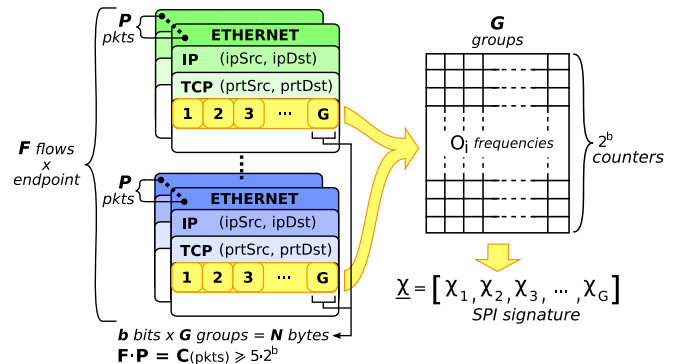 P
pkts
ETHERNET
IP (ipSrc, ipDst)
TCP (prtSrc, prtDst)
1 2 3 ... G
F flows
x
endpoint
P
pkts
ETHERNET
IP (ipSrc, ipDst)
TCP (prtSrc, prtDst)
1 2 3 ... G
b bits x G groups = N bytes
F·P = C(pkts) ⩾ 5·2ᵇ
G
groups
Oᵢ frequencies
2ᵇ
counters
χ = [χ₁, χ₂, χ₃, ..., χG]
SPI signature